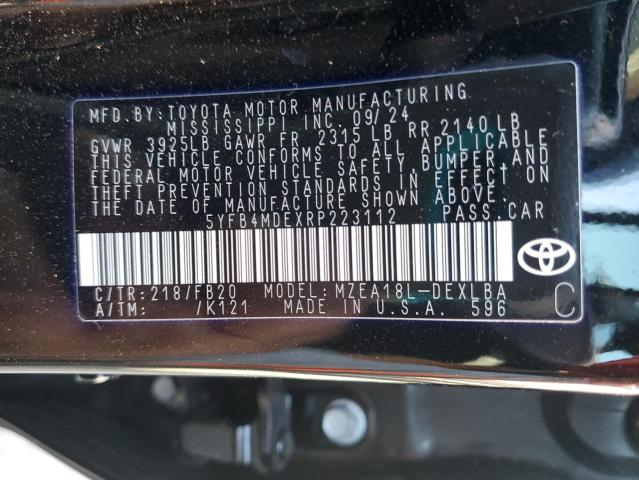 MFD. BY: TOYOTA MOTOR MANUFACTURING
MISSISSIPPI INC. 09/24
GVWR 3925LB GAWR FR 2315 LB RR 2140 LB
THIS VEHICLE CONFORMS TO ALL APPLICABLE
FEDERAL MOTOR VEHICLE SAFETY, BUMPER, AND
THEFT PREVENTION STANDARDS IN EFFECT ON
THE DATE OF MANUFACTURE SHOWN ABOVE.
5YFB4MDEXRP223112 PASS. CAR
C/TR: 218/FB20 MODEL: MZEA18L-DEXLBA
A/TM: /K121 MADE IN U.S.A. 596
C